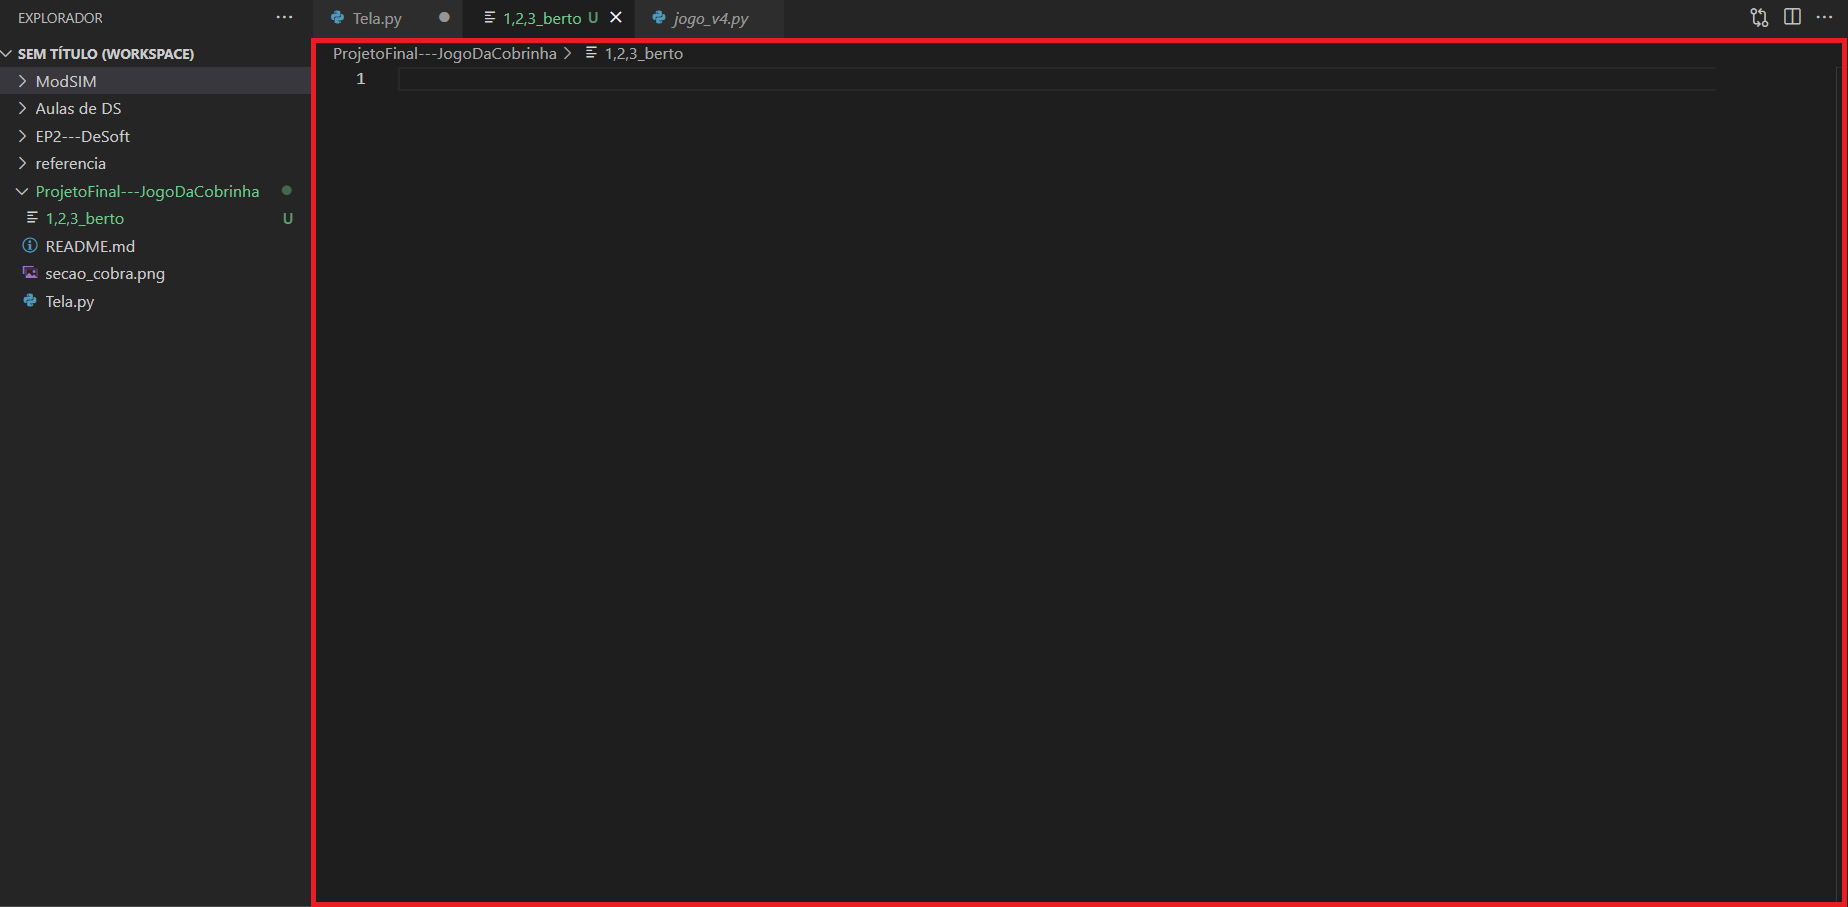 EXPLORADOR
Tela.py
1,2,3_berto U
jogo_v4.py
SEM TÍTULO (WORKSPACE)
ModSIM
Aulas de DS
EP2---DeSoft
referencia
ProjetoFinal---JogoDaCobrinha
1,2,3_berto U
README.md
secao_cobra.png
Tela.py
ProjetoFinal---JogoDaCobrinha > 1,2,3_berto
1